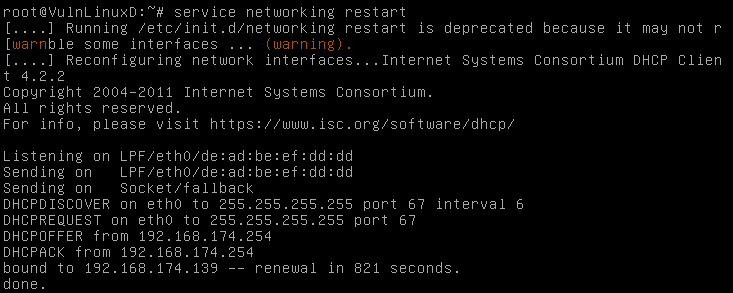 root@VulnLinuxD:~# service networking restart
[....] Running /etc/init.d/networking restart is deprecated because it may not r
[warnble some interfaces ... (warning).
[....] Reconfiguring network interfaces...Internet Systems Consortium DHCP Clien
t 4.2.2
Copyright 2004-2011 Internet Systems Consortium.
All rights reserved.
For info, please visit https://www.isc.org/software/dhcp/
Listening on LPF/eth0/de:ad:be:ef:dd:dd
Sending on   LPF/eth0/de:ad:be:ef:dd:dd
Sending on   Socket/fallback
DHCPDISCOVER on eth0 to 255.255.255.255 port 67 interval 6
DHCPREQUEST on eth0 to 255.255.255.255 port 67
DHCPOFFER from 192.168.174.254
DHCPACK from 192.168.174.254
bound to 192.168.174.139 -- renewal in 821 seconds.
done.